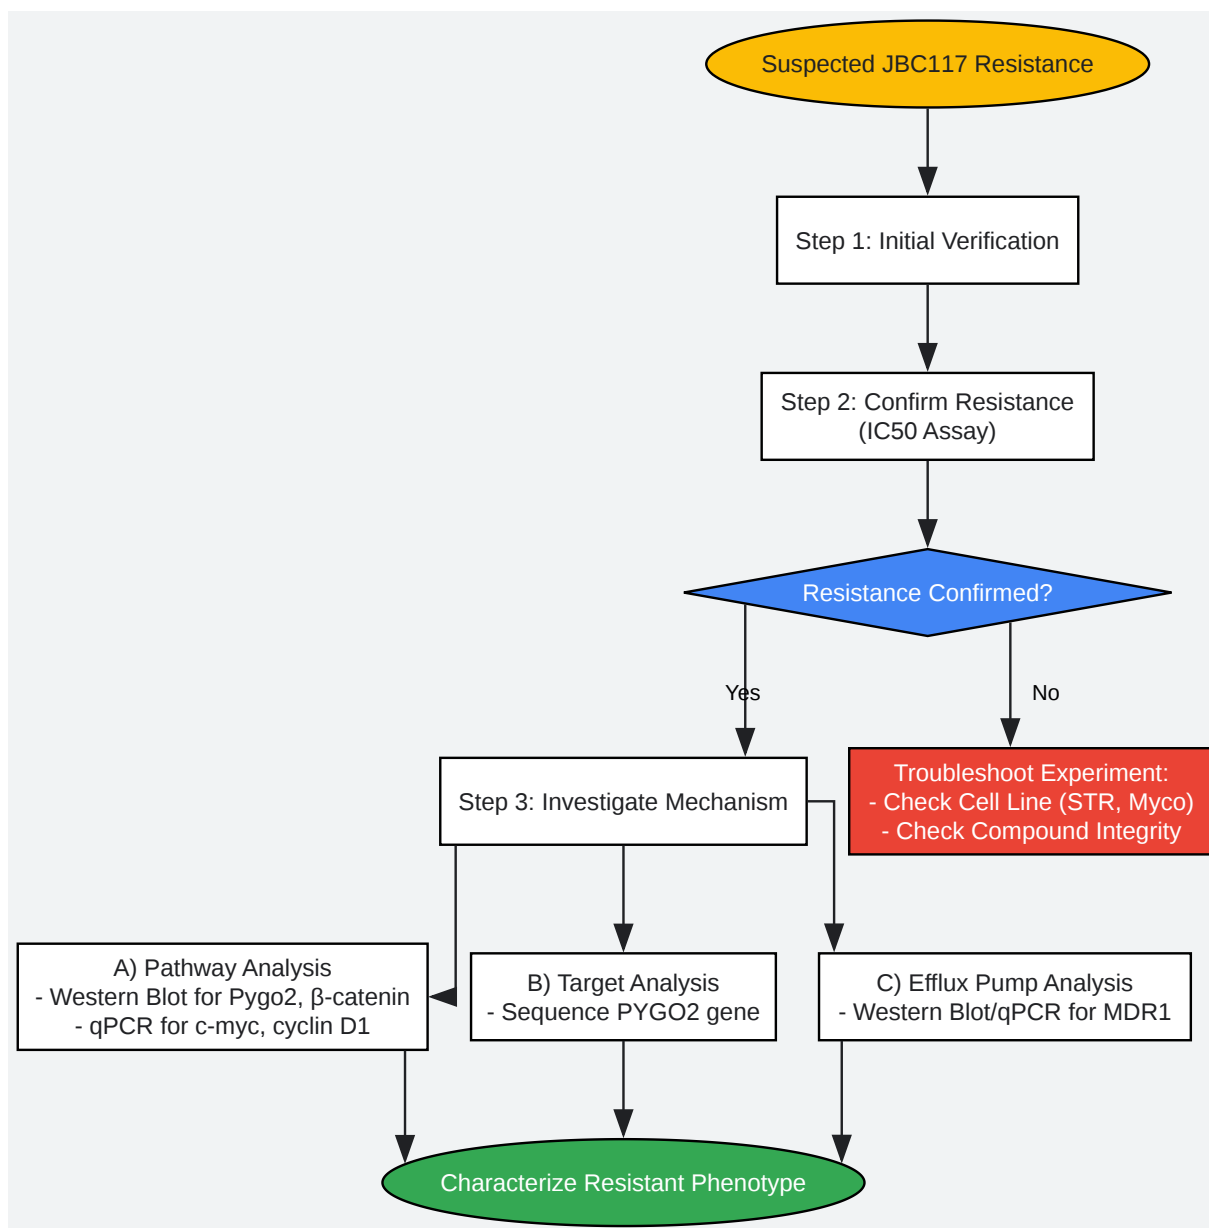 Suspected JBC117 Resistance
Step 1: Initial Verification
Step 2: Confirm Resistance
(IC50 Assay)
Resistance Confirmed?
Yes
No
Troubleshoot Experiment:
- Check Cell Line (STR, Myco)
- Check Compound Integrity
Step 3: Investigate Mechanism
A) Pathway Analysis
- Western Blot for Pygo2, β-catenin
- qPCR for c-myc, cyclin D1
B) Target Analysis
- Sequence PYGO2 gene
C) Efflux Pump Analysis
- Western Blot/qPCR for MDR1
Characterize Resistant Phenotype